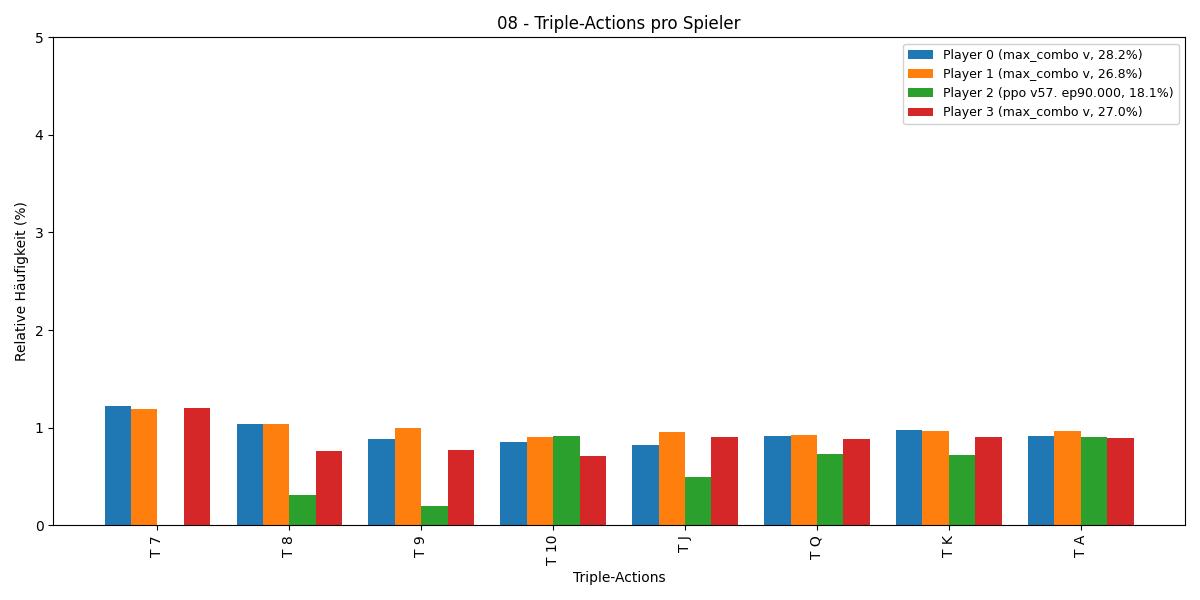 08 - Triple-Actions pro Spieler
Player 0 (max_combo v, 28.2%)
Player 1 (max_combo v, 26.8%)
Player 2 (ppo v57. ep90.000, 18.1%)
Player 3 (max_combo v, 27.0%)
Relative Häufigkeit (%)
5
4
3
2
1
0
T 7
T 8
T 9
T 10
T J
T Q
T K
T A
Triple-Actions